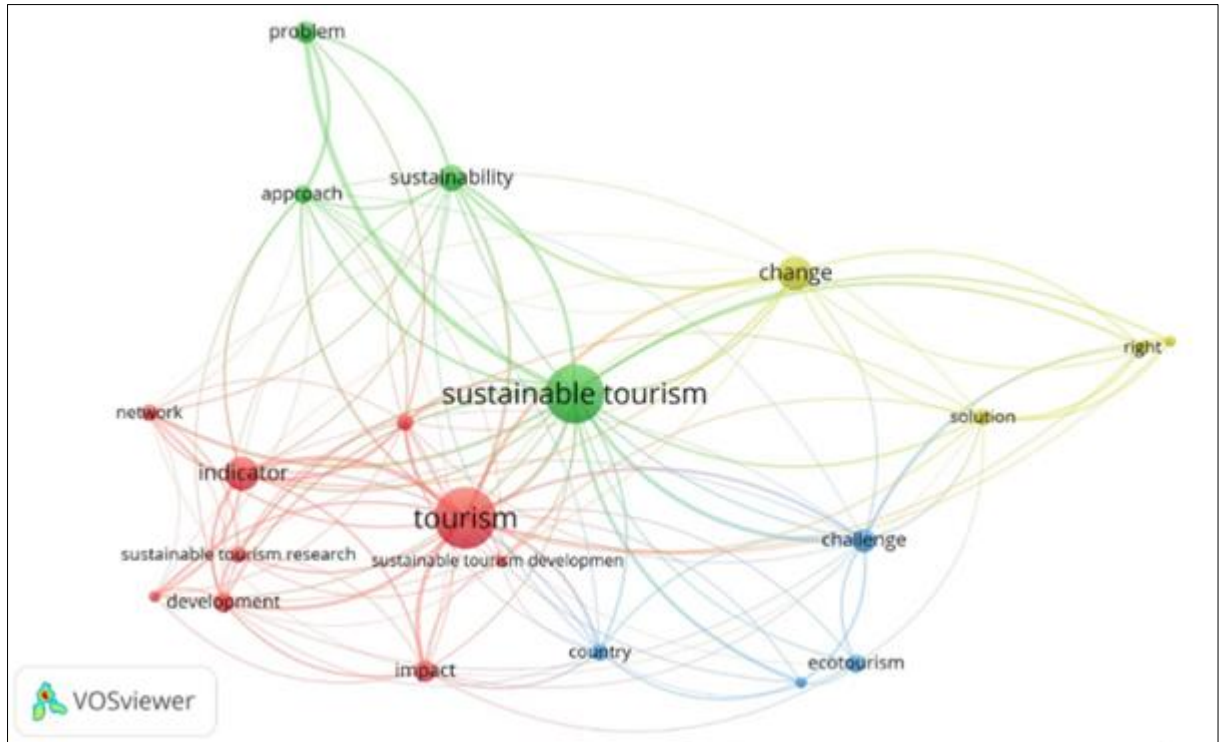 problem
sustainability
approach
change
right
sustainable tourism
network
solution
indicator
tourism
challenge
sustainable tourism research
sustainable tourism developmen
development
country
ecotourism
impact
VOSviewer